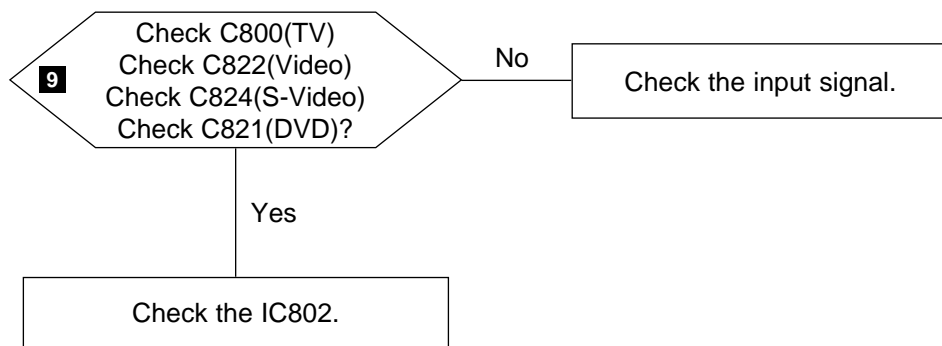 Check C800(TV)
9
Check C822(Video)
Check C824(S-Video)
Check C821(DVD)?
No
Check the input signal.
Yes
Check the IC802.